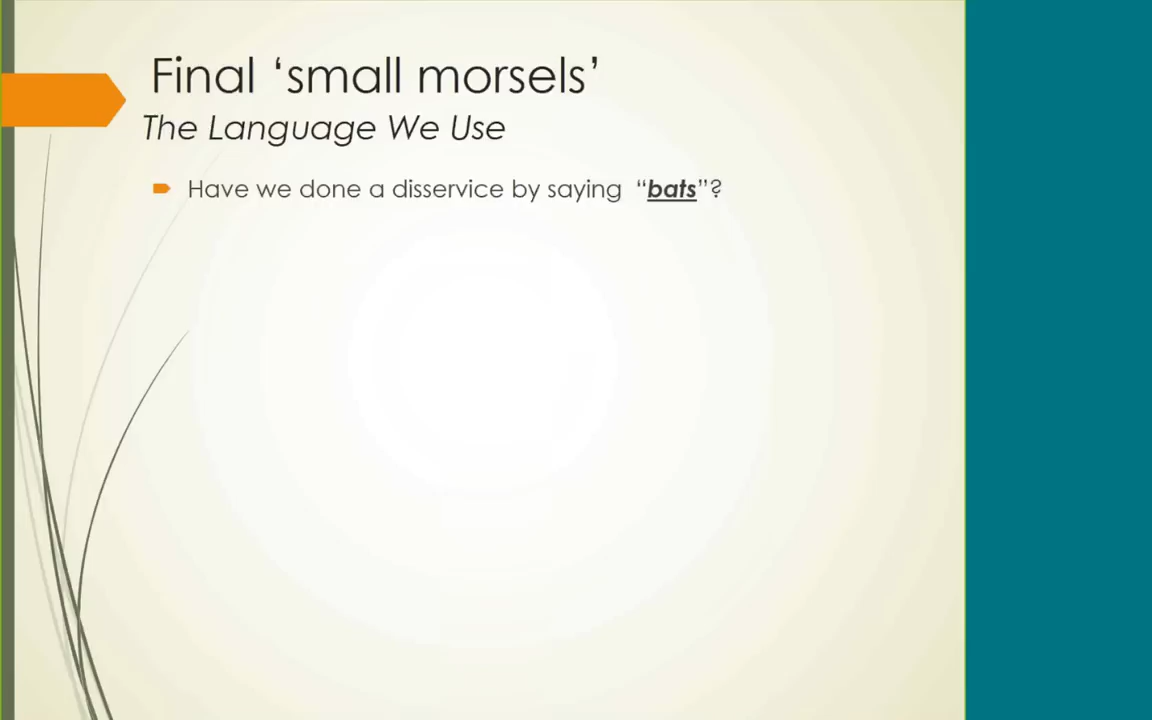 Final ‘small morsels’
The Language We Use
Have we done a disservice by saying “bats”?